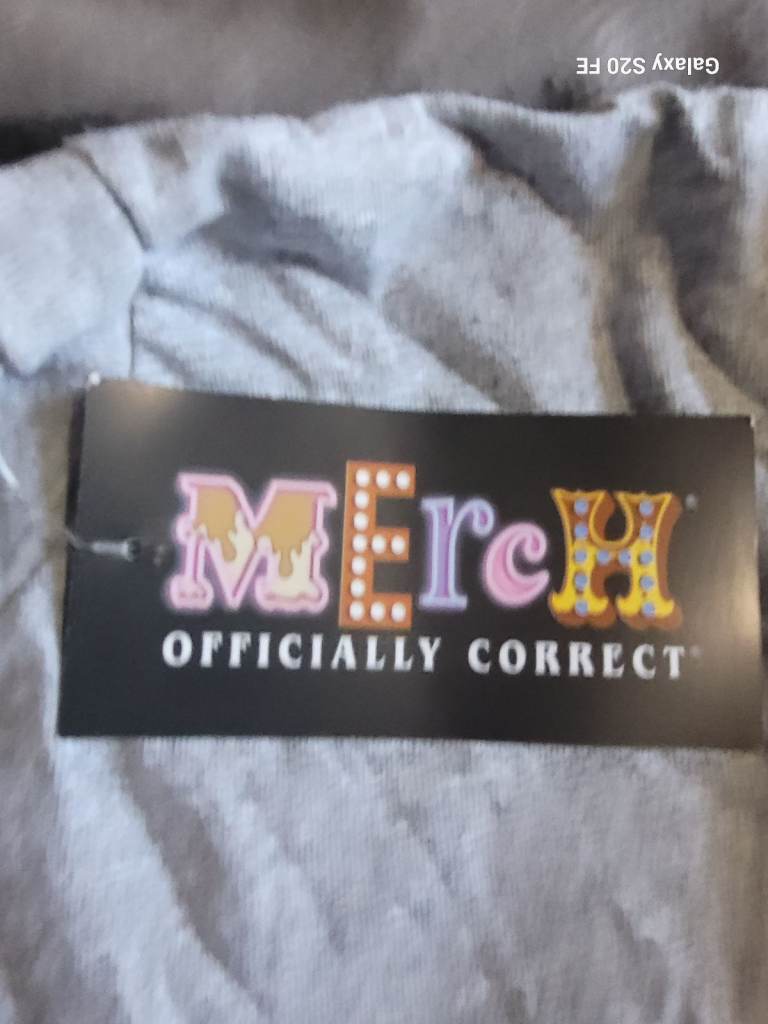 Galaxy S20 FE
MErcH
OFFICIALLY CORRECT